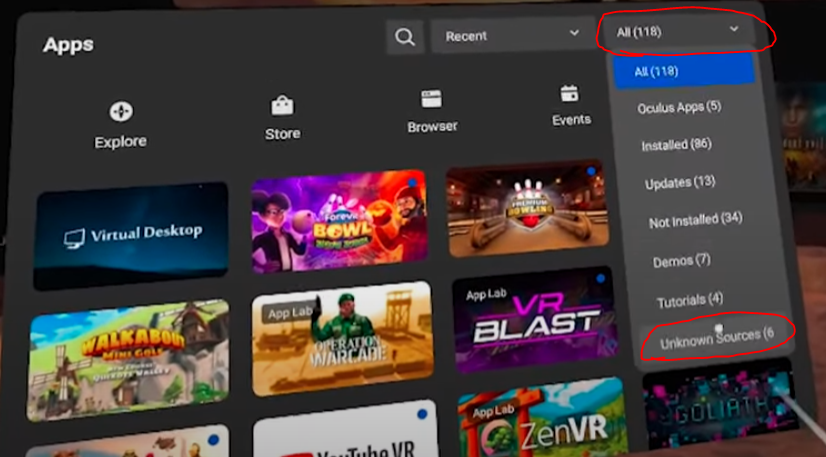 Apps
Recent
All (118)
All (118)
Oculus Apps (5)
Installed (86)
Updates (13)
Not Installed (34)
Demos (7)
Tutorials (4)
Unknown Sources (6
Explore
Store
Browser
Events
Virtual Desktop
ForeVR
BOWL
PREMIUM
BOWLING
WALKABOUT
MINI GOLF
App Lab
OPERATION
WARCADE
App Lab
VR
BLAST
YouTube VR
App Lab
ZenVR
GOLIATH